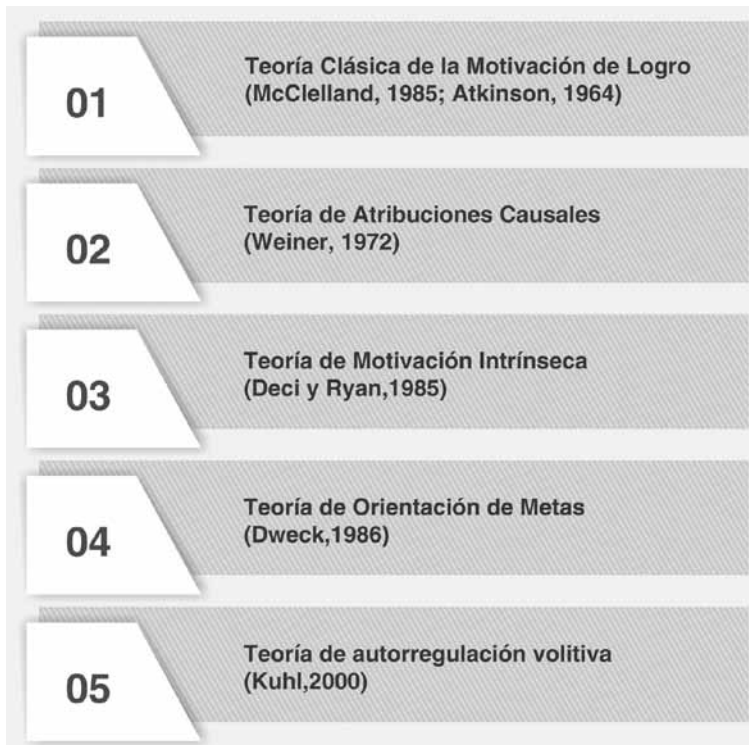 01
Teoría Clásica de la Motivación de Logro
(McClelland, 1985; Atkinson, 1964)
02
Teoría de Atribuciones Causales
(Weiner, 1972)
03
Teoría de Motivación Intrínseca
(Deci y Ryan,1985)
04
Teoría de Orientación de Metas
(Dweck,1986)
05
Teoría de autorregulación volitiva
(Kuhl,2000)